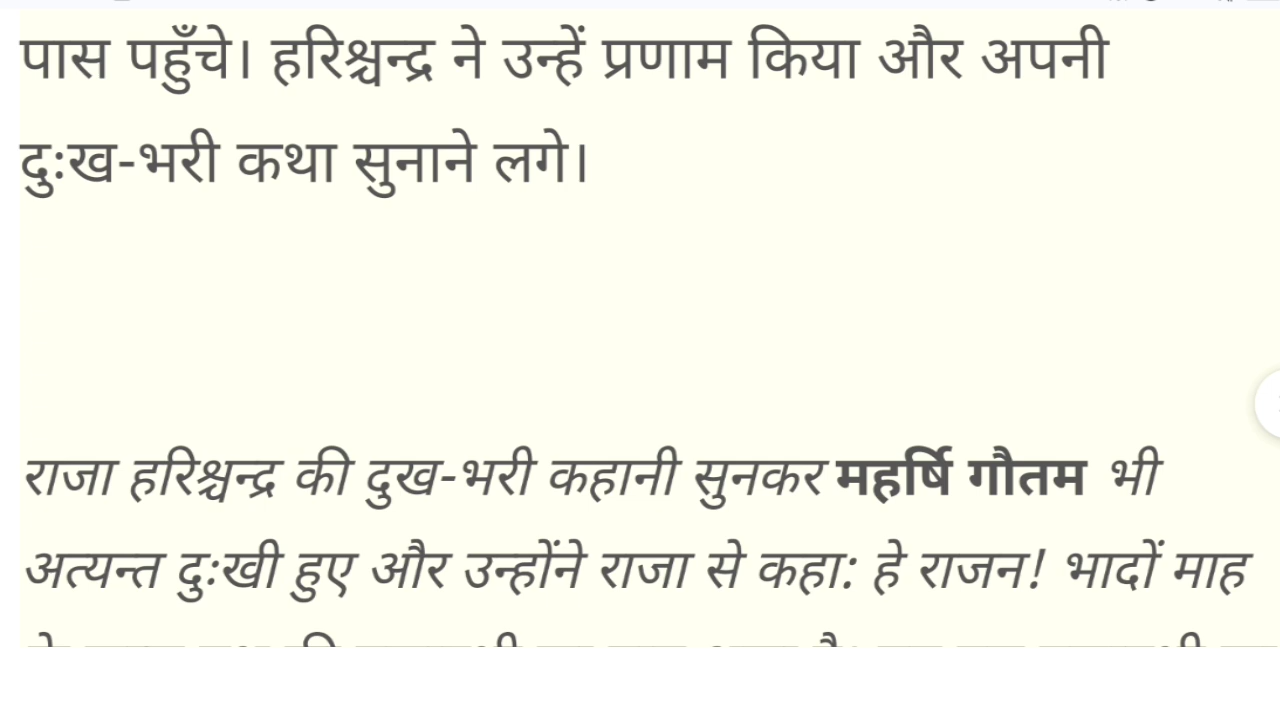 पास पहुँचे। हरिश्चन्द्र ने उन्हें प्रणाम किया और अपनी
दुःख-भरी कथा सुनाने लगे।
राजा हरिश्चन्द्र की दुख-भरी कहानी सुनकर महर्षि गौतम भी
अत्यन्त दुःखी हुए और उन्होंने राजा से कहा: हे राजन! भादों माह